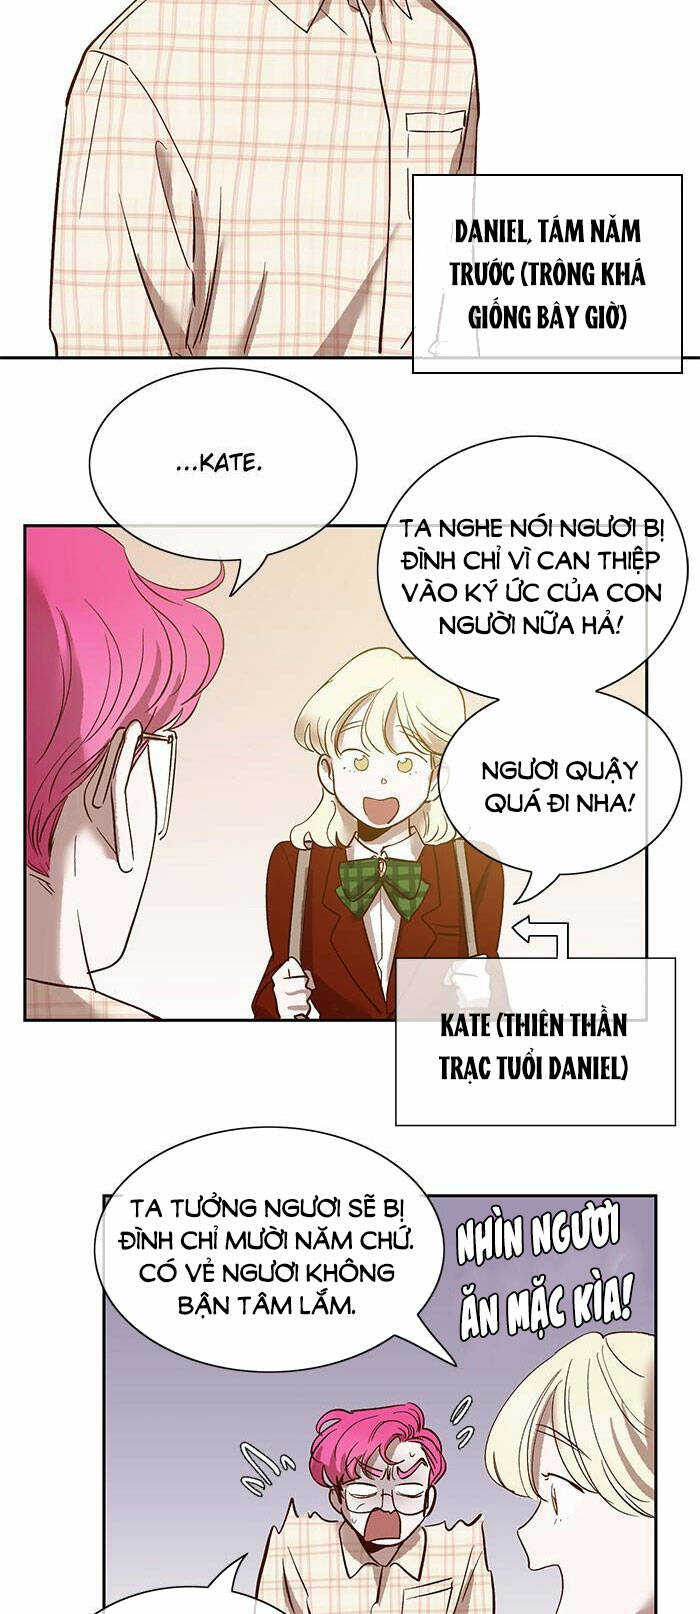 DANIEL, TÁM NĂM
TRƯỚC (TRÔNG KHÁ
GIỐNG BÂY GIỜ)
...KATE.
TA NGHE NÓI NGƯƠI BỊ
ĐÌNH CHỈ VÌ CAN THIỆP
VÀO KÝ ỨC CỦA CON
NGƯỜI NỮA HẢ!
NGƯƠI QUẬY
QUÁ ĐI NHA!
KATE (THIÊN THẦN
TRẠC TUỔI DANIEL)
TA TƯỞNG NGƯƠI SẼ BỊ
ĐÌNH CHỈ MƯỜI NĂM CHỨ.
CÓ VẺ NGƯƠI KHÔNG
BẬN TÂM LẮM.
NHÌN NGƯƠI
ĂN MẶC KÌA!